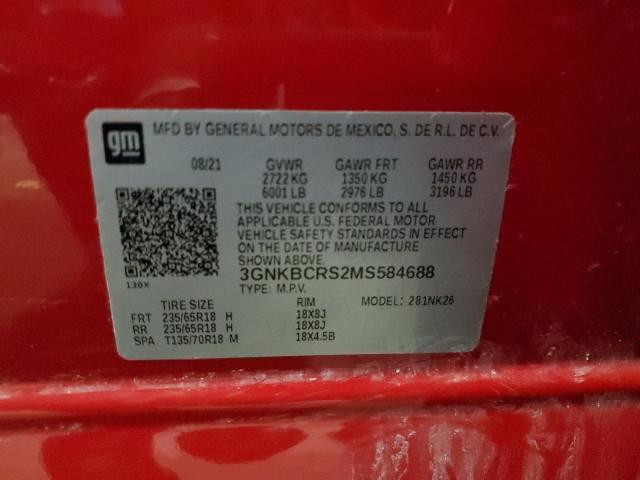 gm
MFD BY GENERAL MOTORS DE MEXICO, S. DE R.L. DE C.V.
08/21 GVWR GAWR FRT GAWR RR
2722 KG 1350 KG 1450 KG
6001 LB 2976 LB 3196 LB
THIS VEHICLE CONFORMS TO ALL
APPLICABLE U.S. FEDERAL MOTOR
VEHICLE SAFETY STANDARDS IN EFFECT
ON THE DATE OF MANUFACTURE
SHOWN ABOVE.
3GNKBCRS2MS584688
130X
TYPE: M.P.V.
TIRE SIZE RIM MODEL: 281NK26
FRT 235/65R18 H 18X8J
RR 235/65R18 H 18X8J
SPA T135/70R18 M 18X4.5B